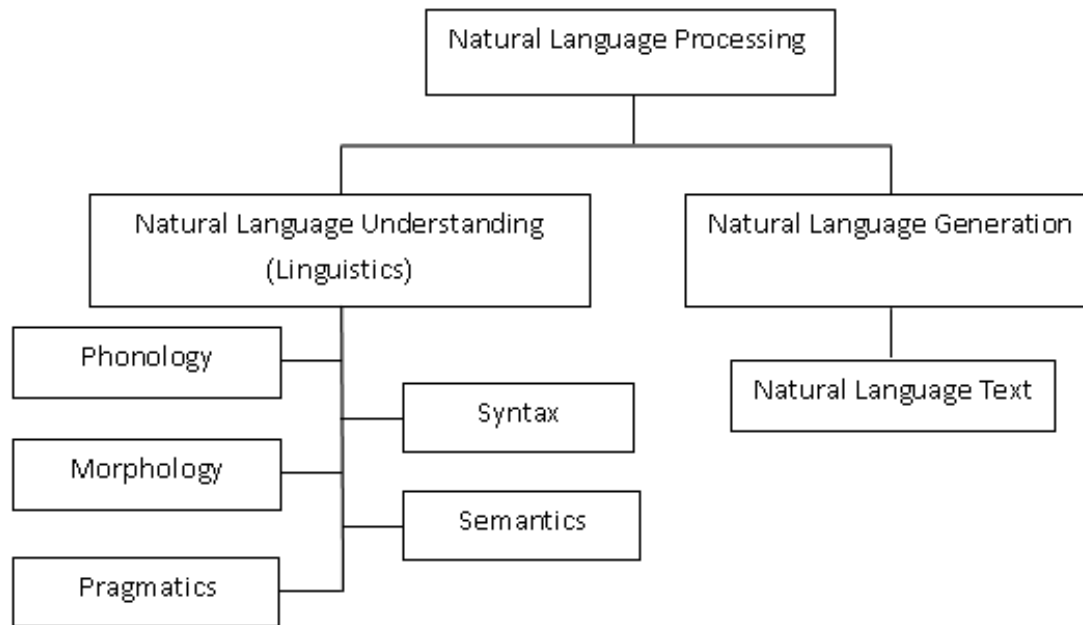 Natural Language Processing
Natural Language Understanding
(Linguistics)
Natural Language Generation
Phonology
Natural Language Text
Syntax
Morphology
Semantics
Pragmatics